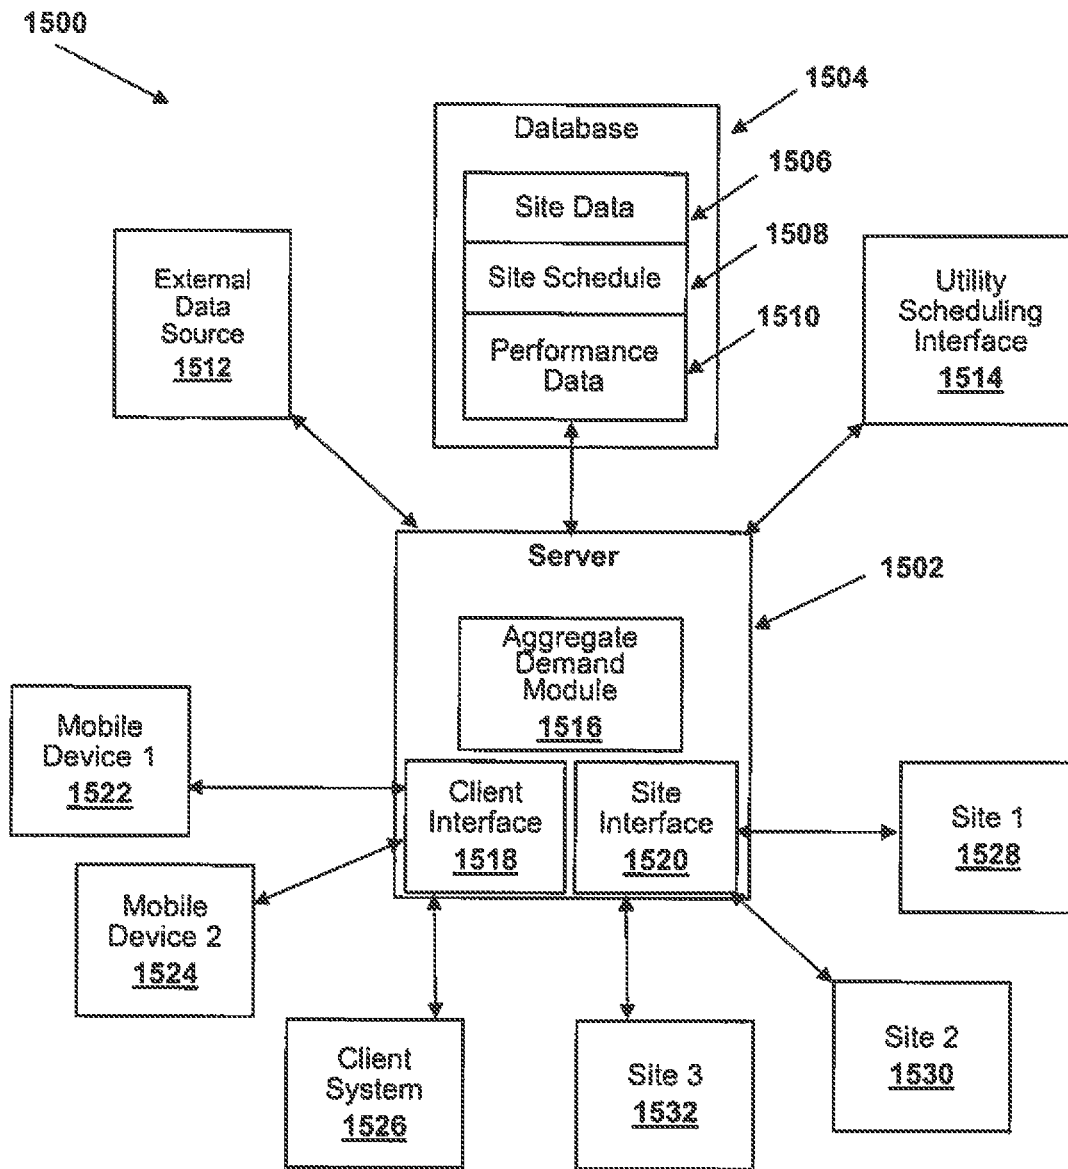 1500
1504
Database
1506
Site Data
1508
Site Schedule
1510
Performance
Data
External
Data
Source
1512
Utility
Scheduling
Interface
1514
Server
1502
Aggregate
Demand
Module
1516
Mobile
Device 1
1522
Client
Interface
1518
Site
Interface
1520
Site 1
1528
Mobile
Device 2
1524
Client
System
1526
Site 3
1532
Site 2
1530